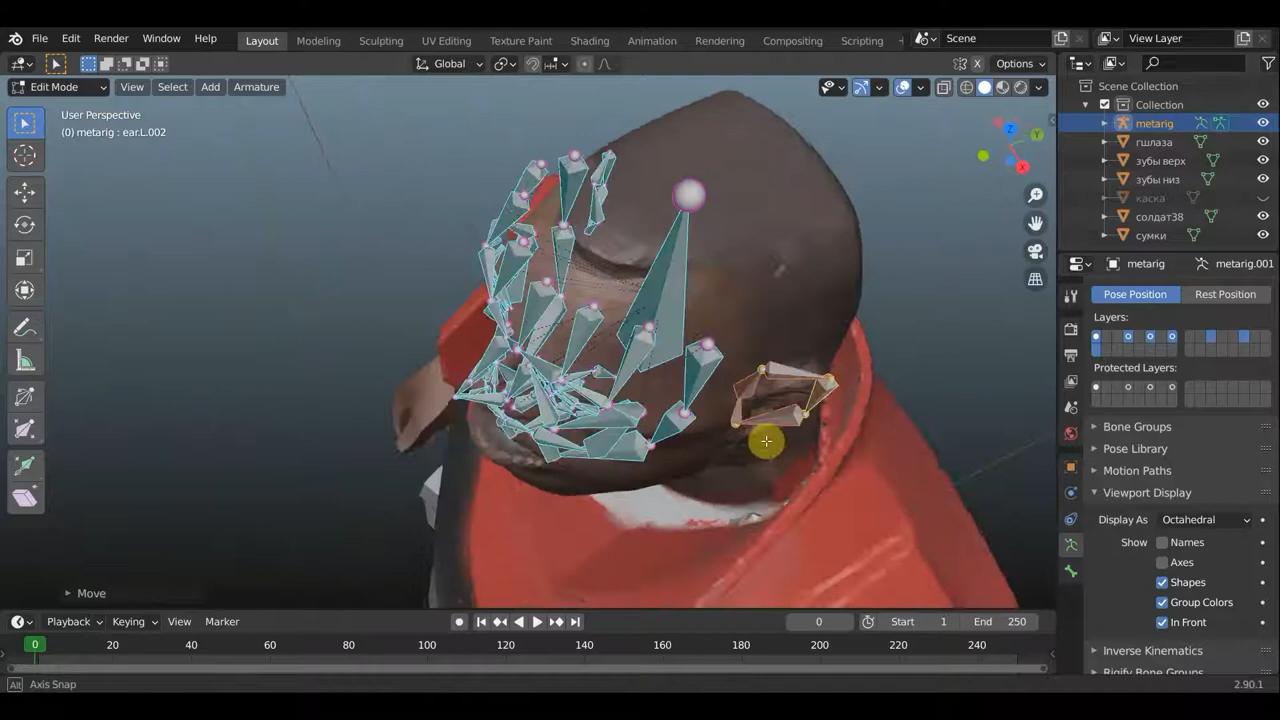 File Edit Render Window Help Layout Modeling Sculpting UV Editing Texture Paint Shading Animation Rendering Compositing Scripting Scene View Layer
Global X Options
Edit Mode View Select Add Armature
User Perspective
(0) metarig : ear.L.002
Z
Y
X
Scene Collection
Collection
metarig
гшлаза
зубы верх
зубы низ
каска
солдат38
сумки
metarig metarig.001
Pose Position Rest Position
Layers:
Protected Layers:
Bone Groups
Pose Library
Motion Paths
Viewport Display
Display As Octahedral
Show Names
Axes
Shapes
Group Colors
In Front
Inverse Kinematics
Rigify Bone Groups
Move
Playback Keying View Marker 0 Start 1 End 250
0 20 40 60 80 100 120 140 160 180 200 220 240
Alt Axis Snap 2.90.1